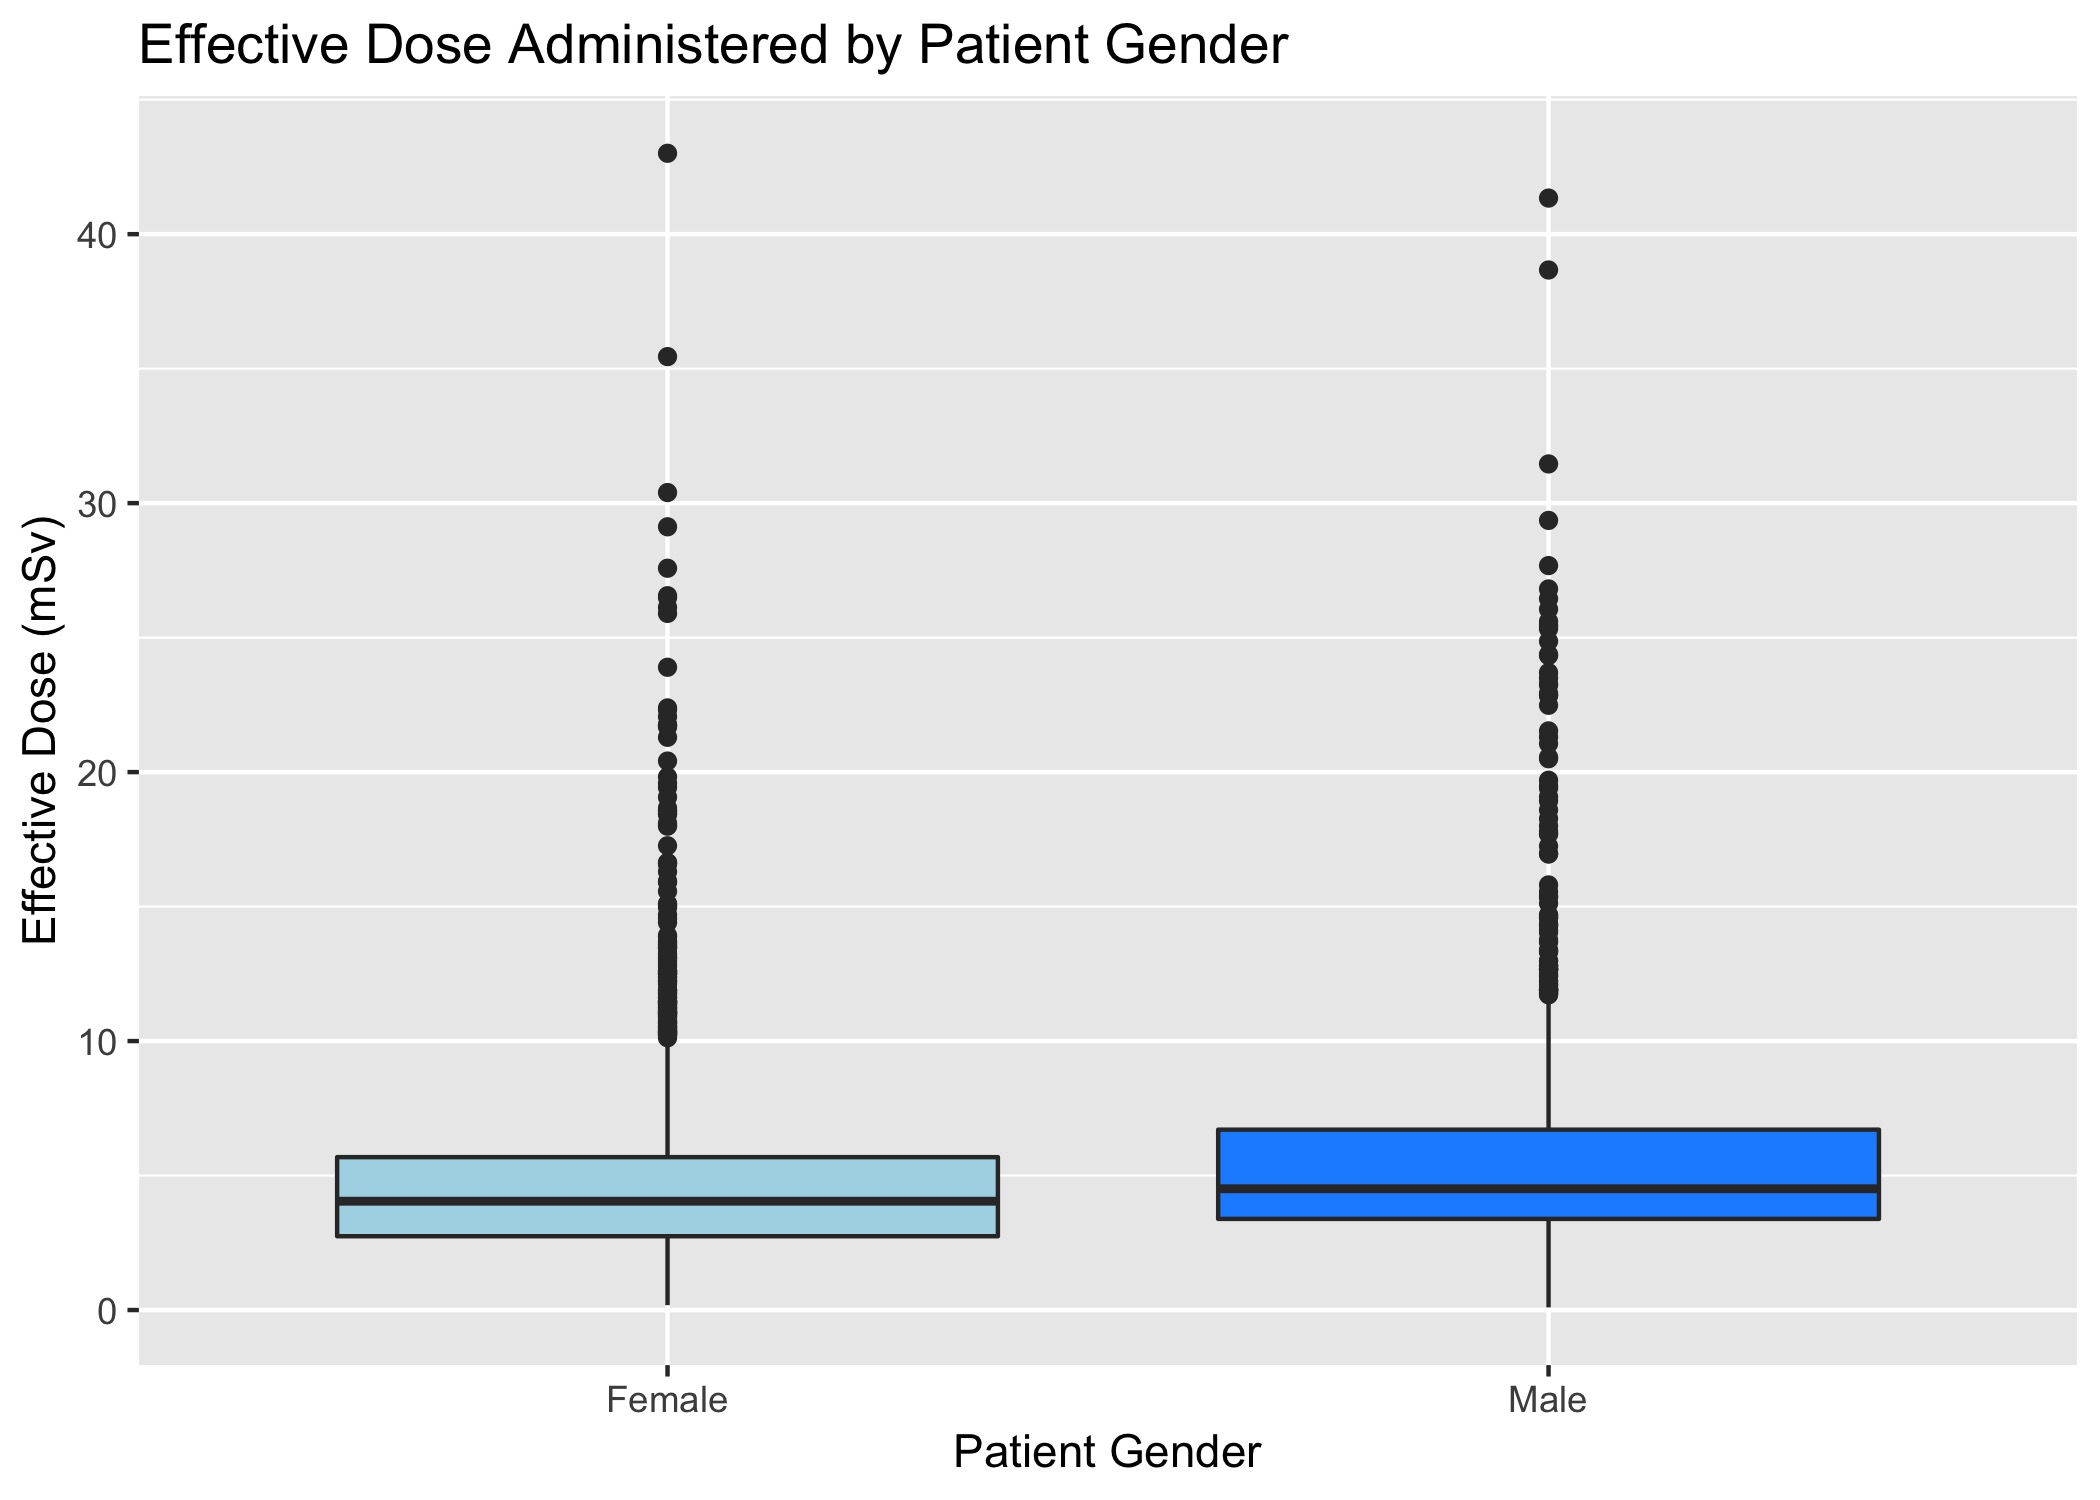 Effective Dose Administered by Patient Gender
Effective Dose (mSv)
40
30
20
10
0
Female
Male
Patient Gender